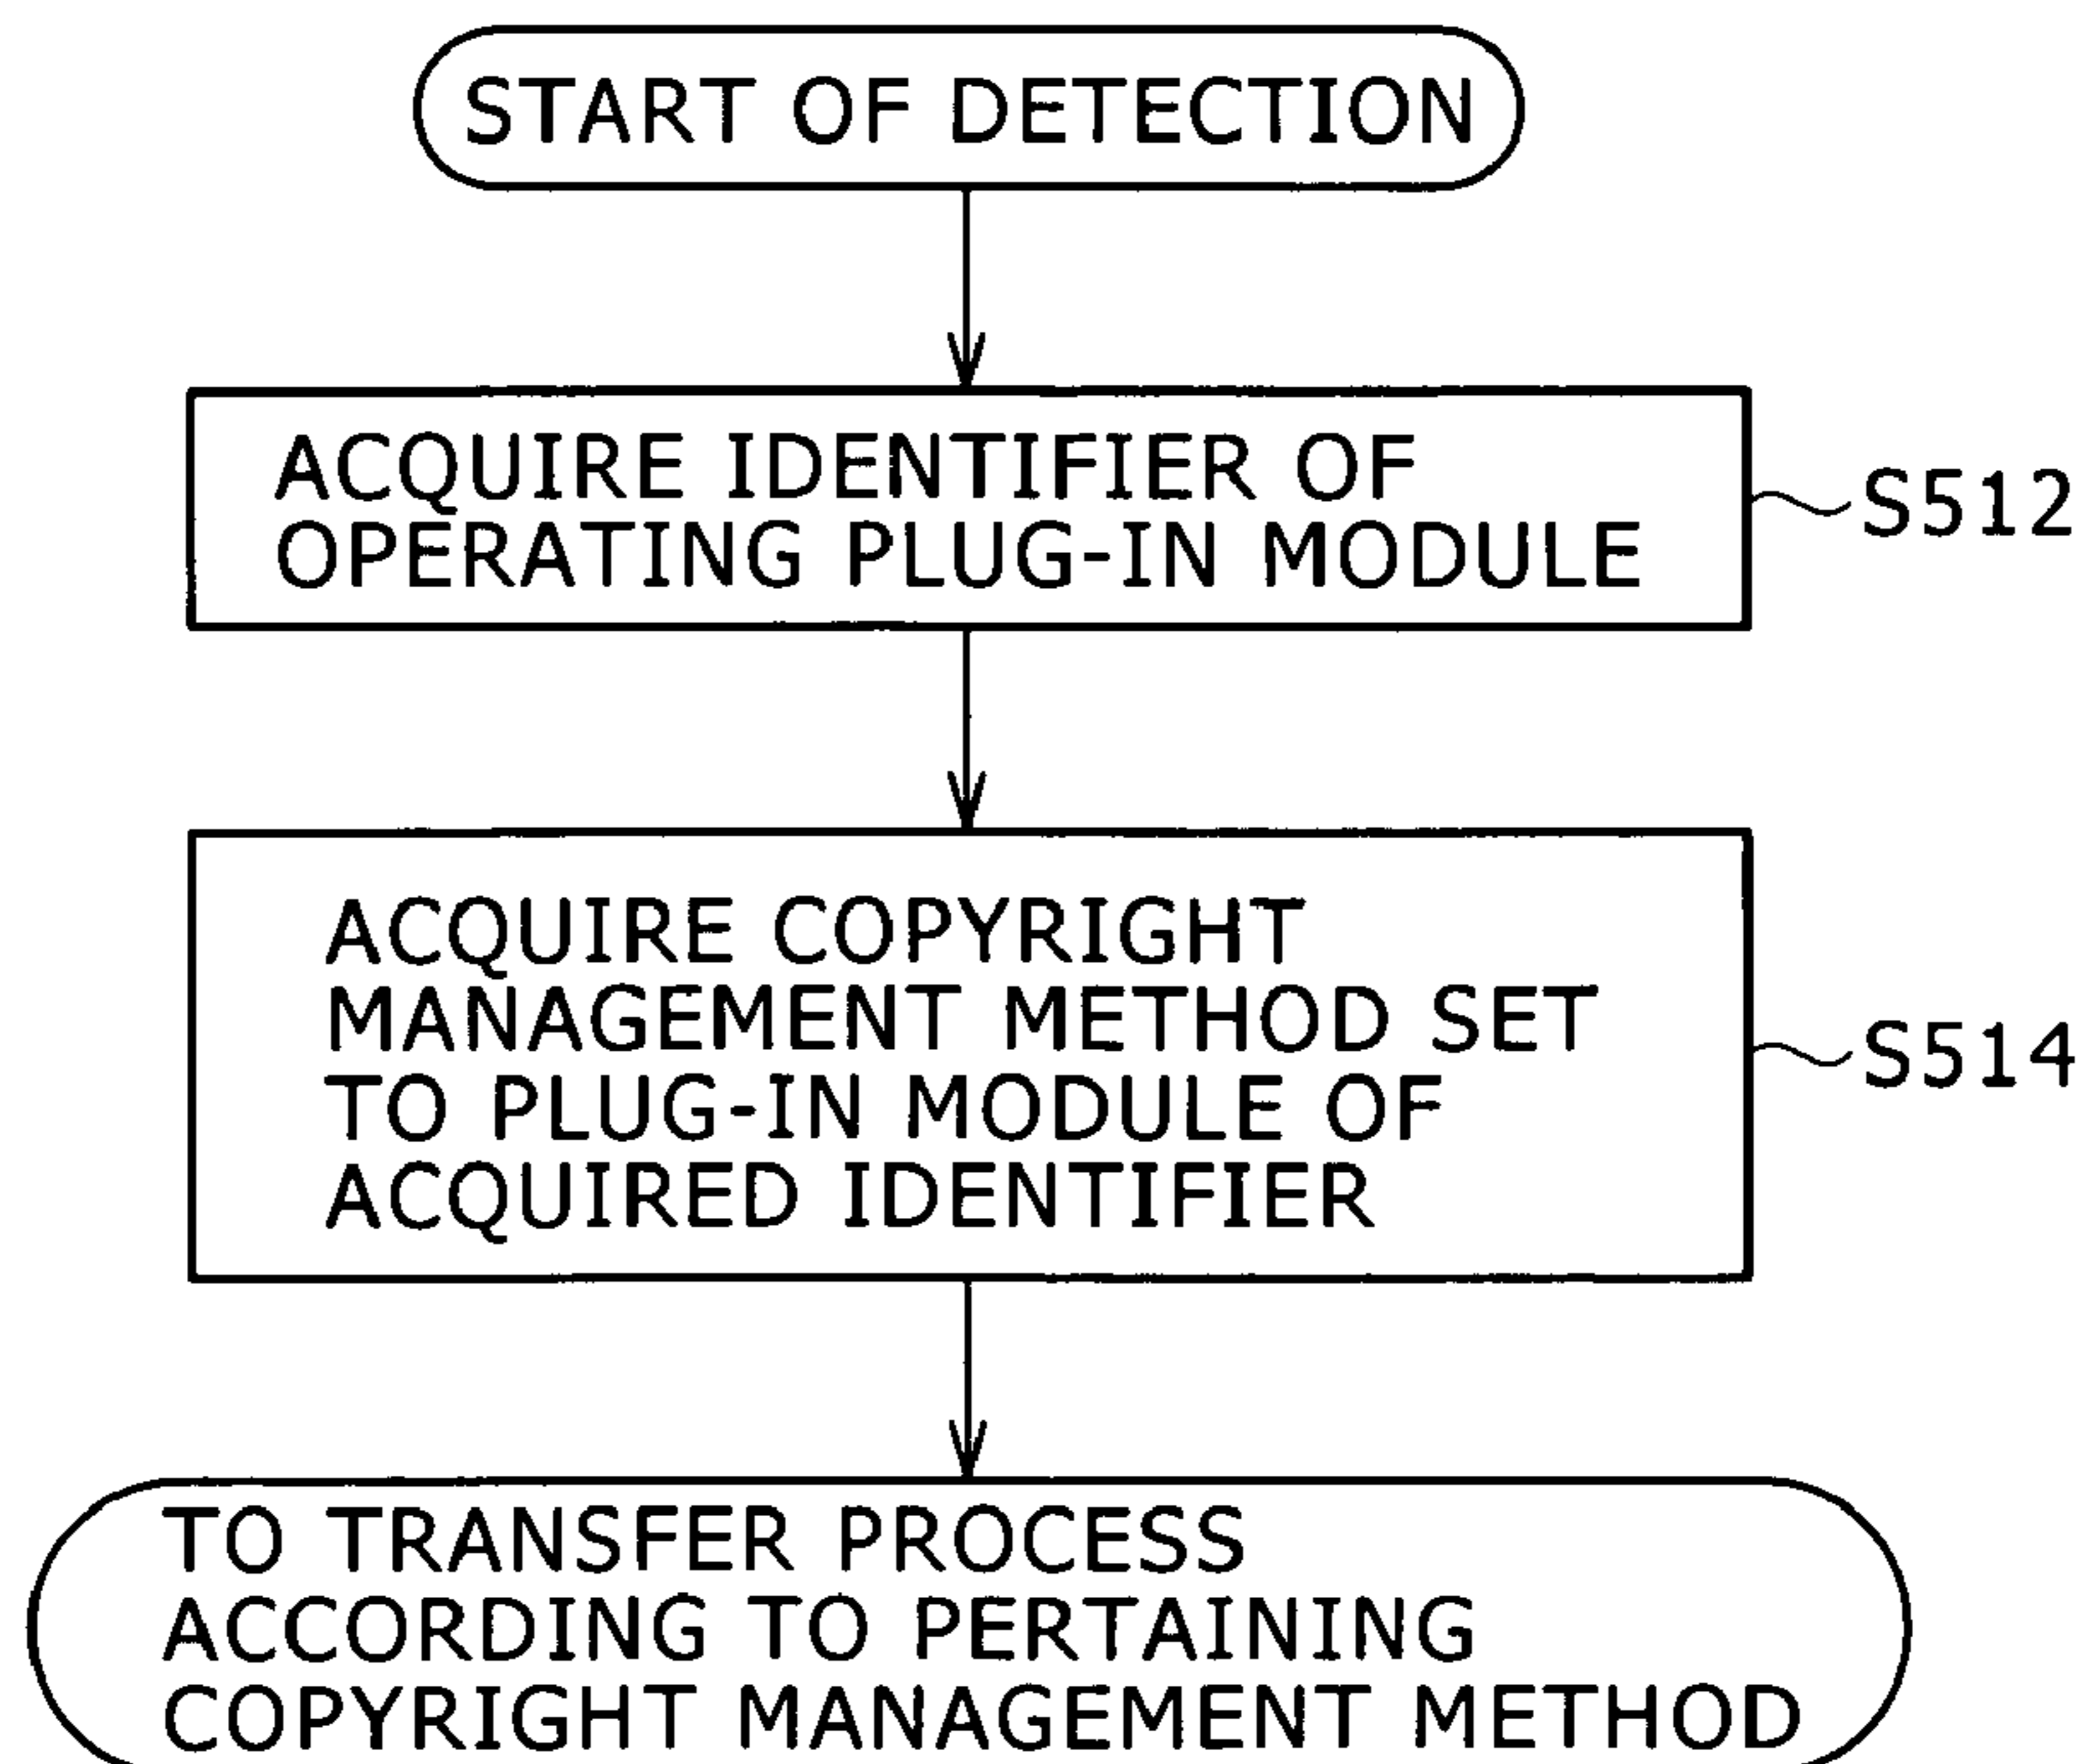 START OF DETECTION
ACQUIRE IDENTIFIER OF
OPERATING PLUG-IN MODULE
S512
ACQUIRE COPYRIGHT
MANAGEMENT METHOD SET
TO PLUG-IN MODULE OF
ACQUIRED IDENTIFIER
S514
TO TRANSFER PROCESS
ACCORDING TO PERTAINING
COPYRIGHT MANAGEMENT METHOD